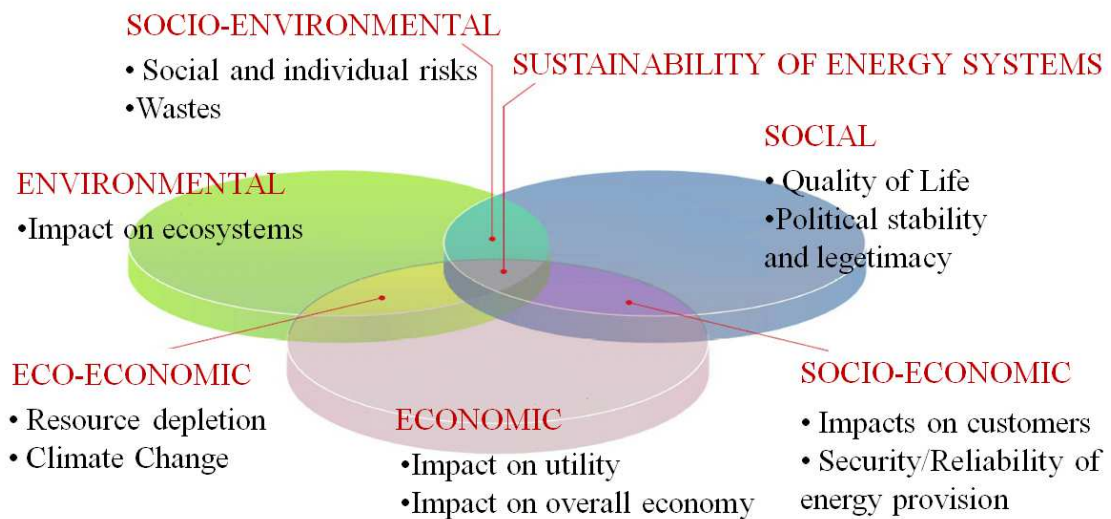 SOCIO-ENVIRONMENTAL
• Social and individual risks
•Wastes
SUSTAINABILITY OF ENERGY SYSTEMS
SOCIAL
• Quality of Life
•Political stability
and legetimacy
ENVIRONMENTAL
•Impact on ecosystems
ECO-ECONOMIC
• Resource depletion
• Climate Change
ECONOMIC
•Impact on utility
•Impact on overall economy
SOCIO-ECONOMIC
• Impacts on customers
• Security/Reliability of
energy provision